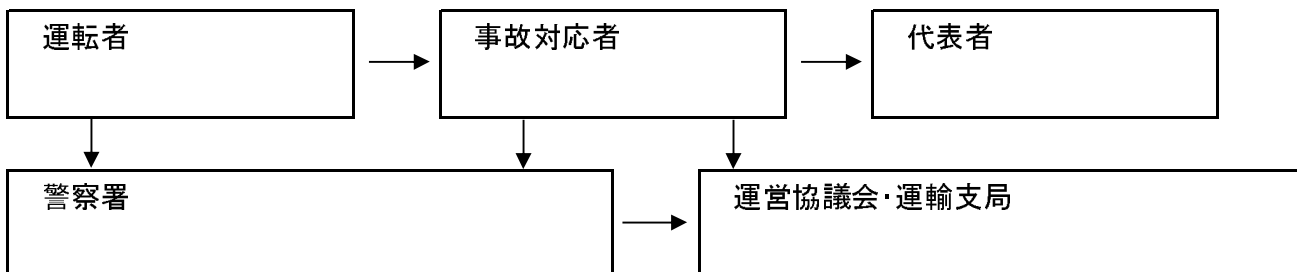 運転者
事故対応者
代表者
警察署
運営協議会・運輸支局